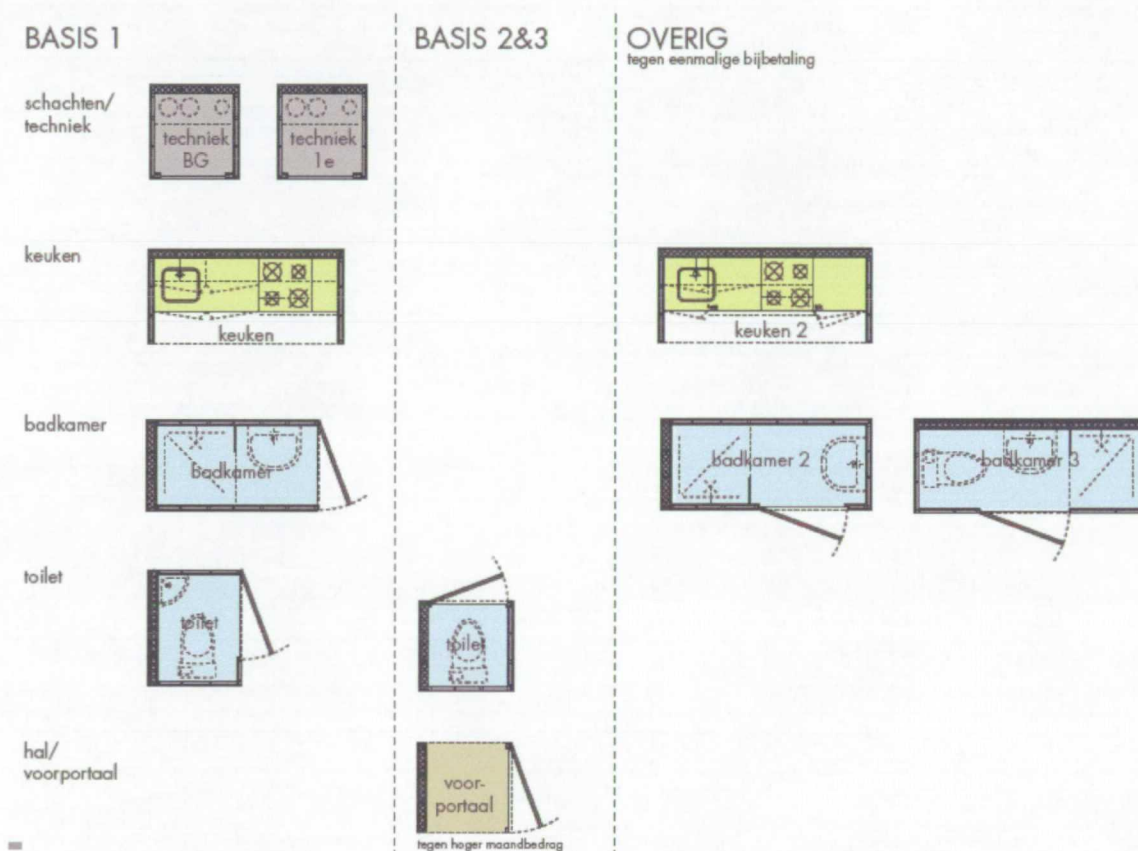 BASIS 1
BASIS 2&3
OVERIG
tegen eenmalige bijbetaling
schachten/
techniek
techniek
BG
techniek
1e
keuken
keuken
keuken 2
badkamer
badkamer
badkamer 2
badkamer 3
toilet
toilet
toilet
hal/
voorportaal
voor-
portaal
tegen hoger maandbedrag